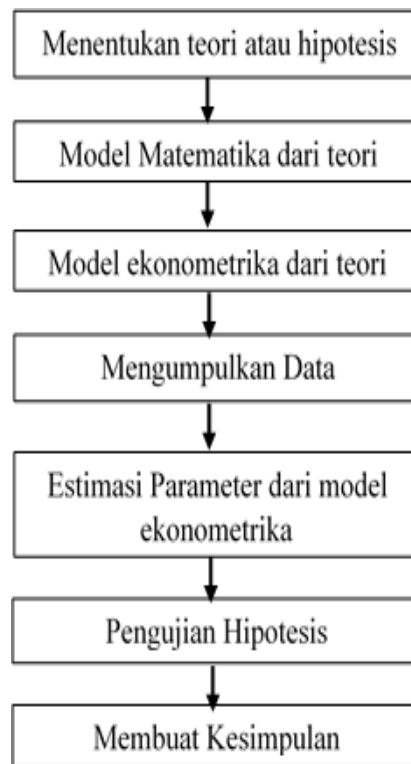 Menentukan teori atau hipotesis
Model Matematika dari teori
Model ekonometrika dari teori
Mengumpulkan Data
Estimasi Parameter dari model
ekonometrika
Pengujian Hipotesis
Membuat Kesimpulan